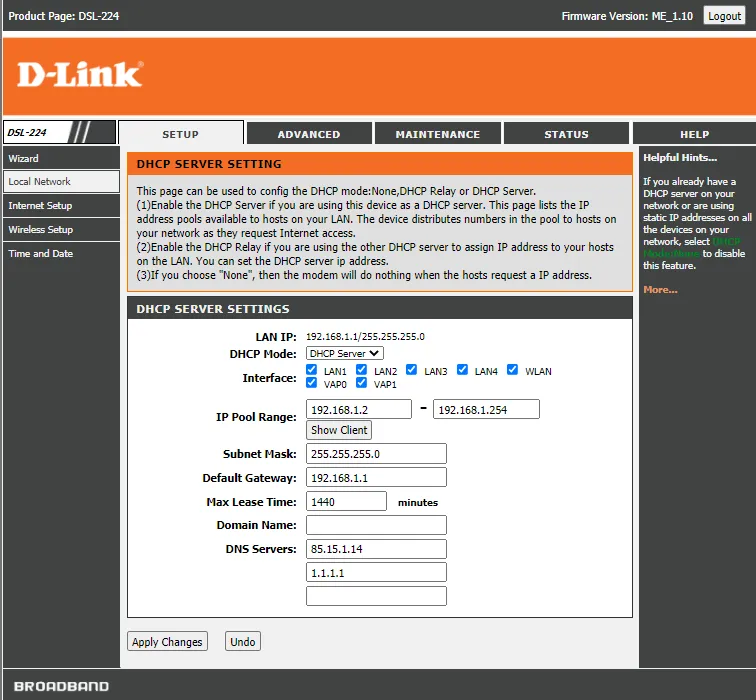 Product Page: DSL-224
Firmware Version: ME_1.10 Logout
D-Link
DSL-224
SETUP ADVANCED MAINTENANCE STATUS HELP
Wizard
Local Network
Internet Setup
Wireless Setup
Time and Date
DHCP SERVER SETTING
This page can be used to config the DHCP mode:None,DHCP Relay or DHCP Server.
(1)Enable the DHCP Server if you are using this device as a DHCP server. This page lists the IP
address pools available to hosts on your LAN. The device distributes numbers in the pool to hosts on
your network as they request Internet access.
(2)Enable the DHCP Relay if you are using the other DHCP server to assign IP address to your hosts
on the LAN. You can set the DHCP server ip address.
(3)If you choose "None", then the modem will do nothing when the hosts request a IP address.
DHCP SERVER SETTINGS
LAN IP: 192.168.1.1/255.255.255.0
DHCP Mode: DHCP Server
Interface: LAN1 LAN2 LAN3 LAN4 WLAN
VAP0 VAP1
IP Pool Range: 192.168.1.2 – 192.168.1.254
Show Client
Subnet Mask: 255.255.255.0
Default Gateway: 192.168.1.1
Max Lease Time: 1440 minutes
Domain Name:
DNS Servers: 85.15.1.14
1.1.1.1
Apply Changes Undo
Helpful Hints...
If you already have a
DHCP server on your
network or are using
static IP addresses on all
the devices on your
network, select DHCP
Mode:None to disable
this feature.
More...
BROADBAND